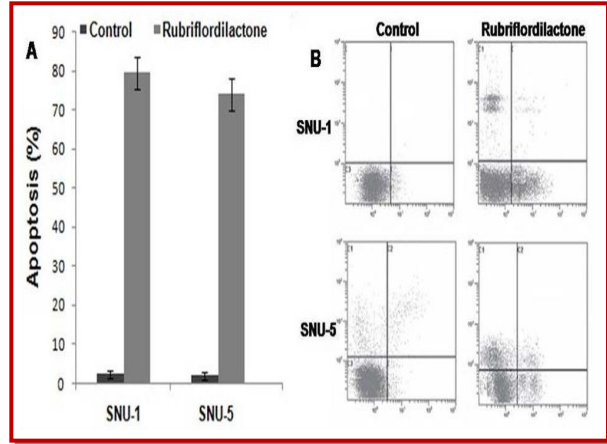 A
Control
Rubriflordilactone
Apoptosis (%)
90
80
70
60
50
40
30
20
10
0
SNU-1
SNU-5
B
Control
Rubriflordilactone
SNU-1
SNU-5